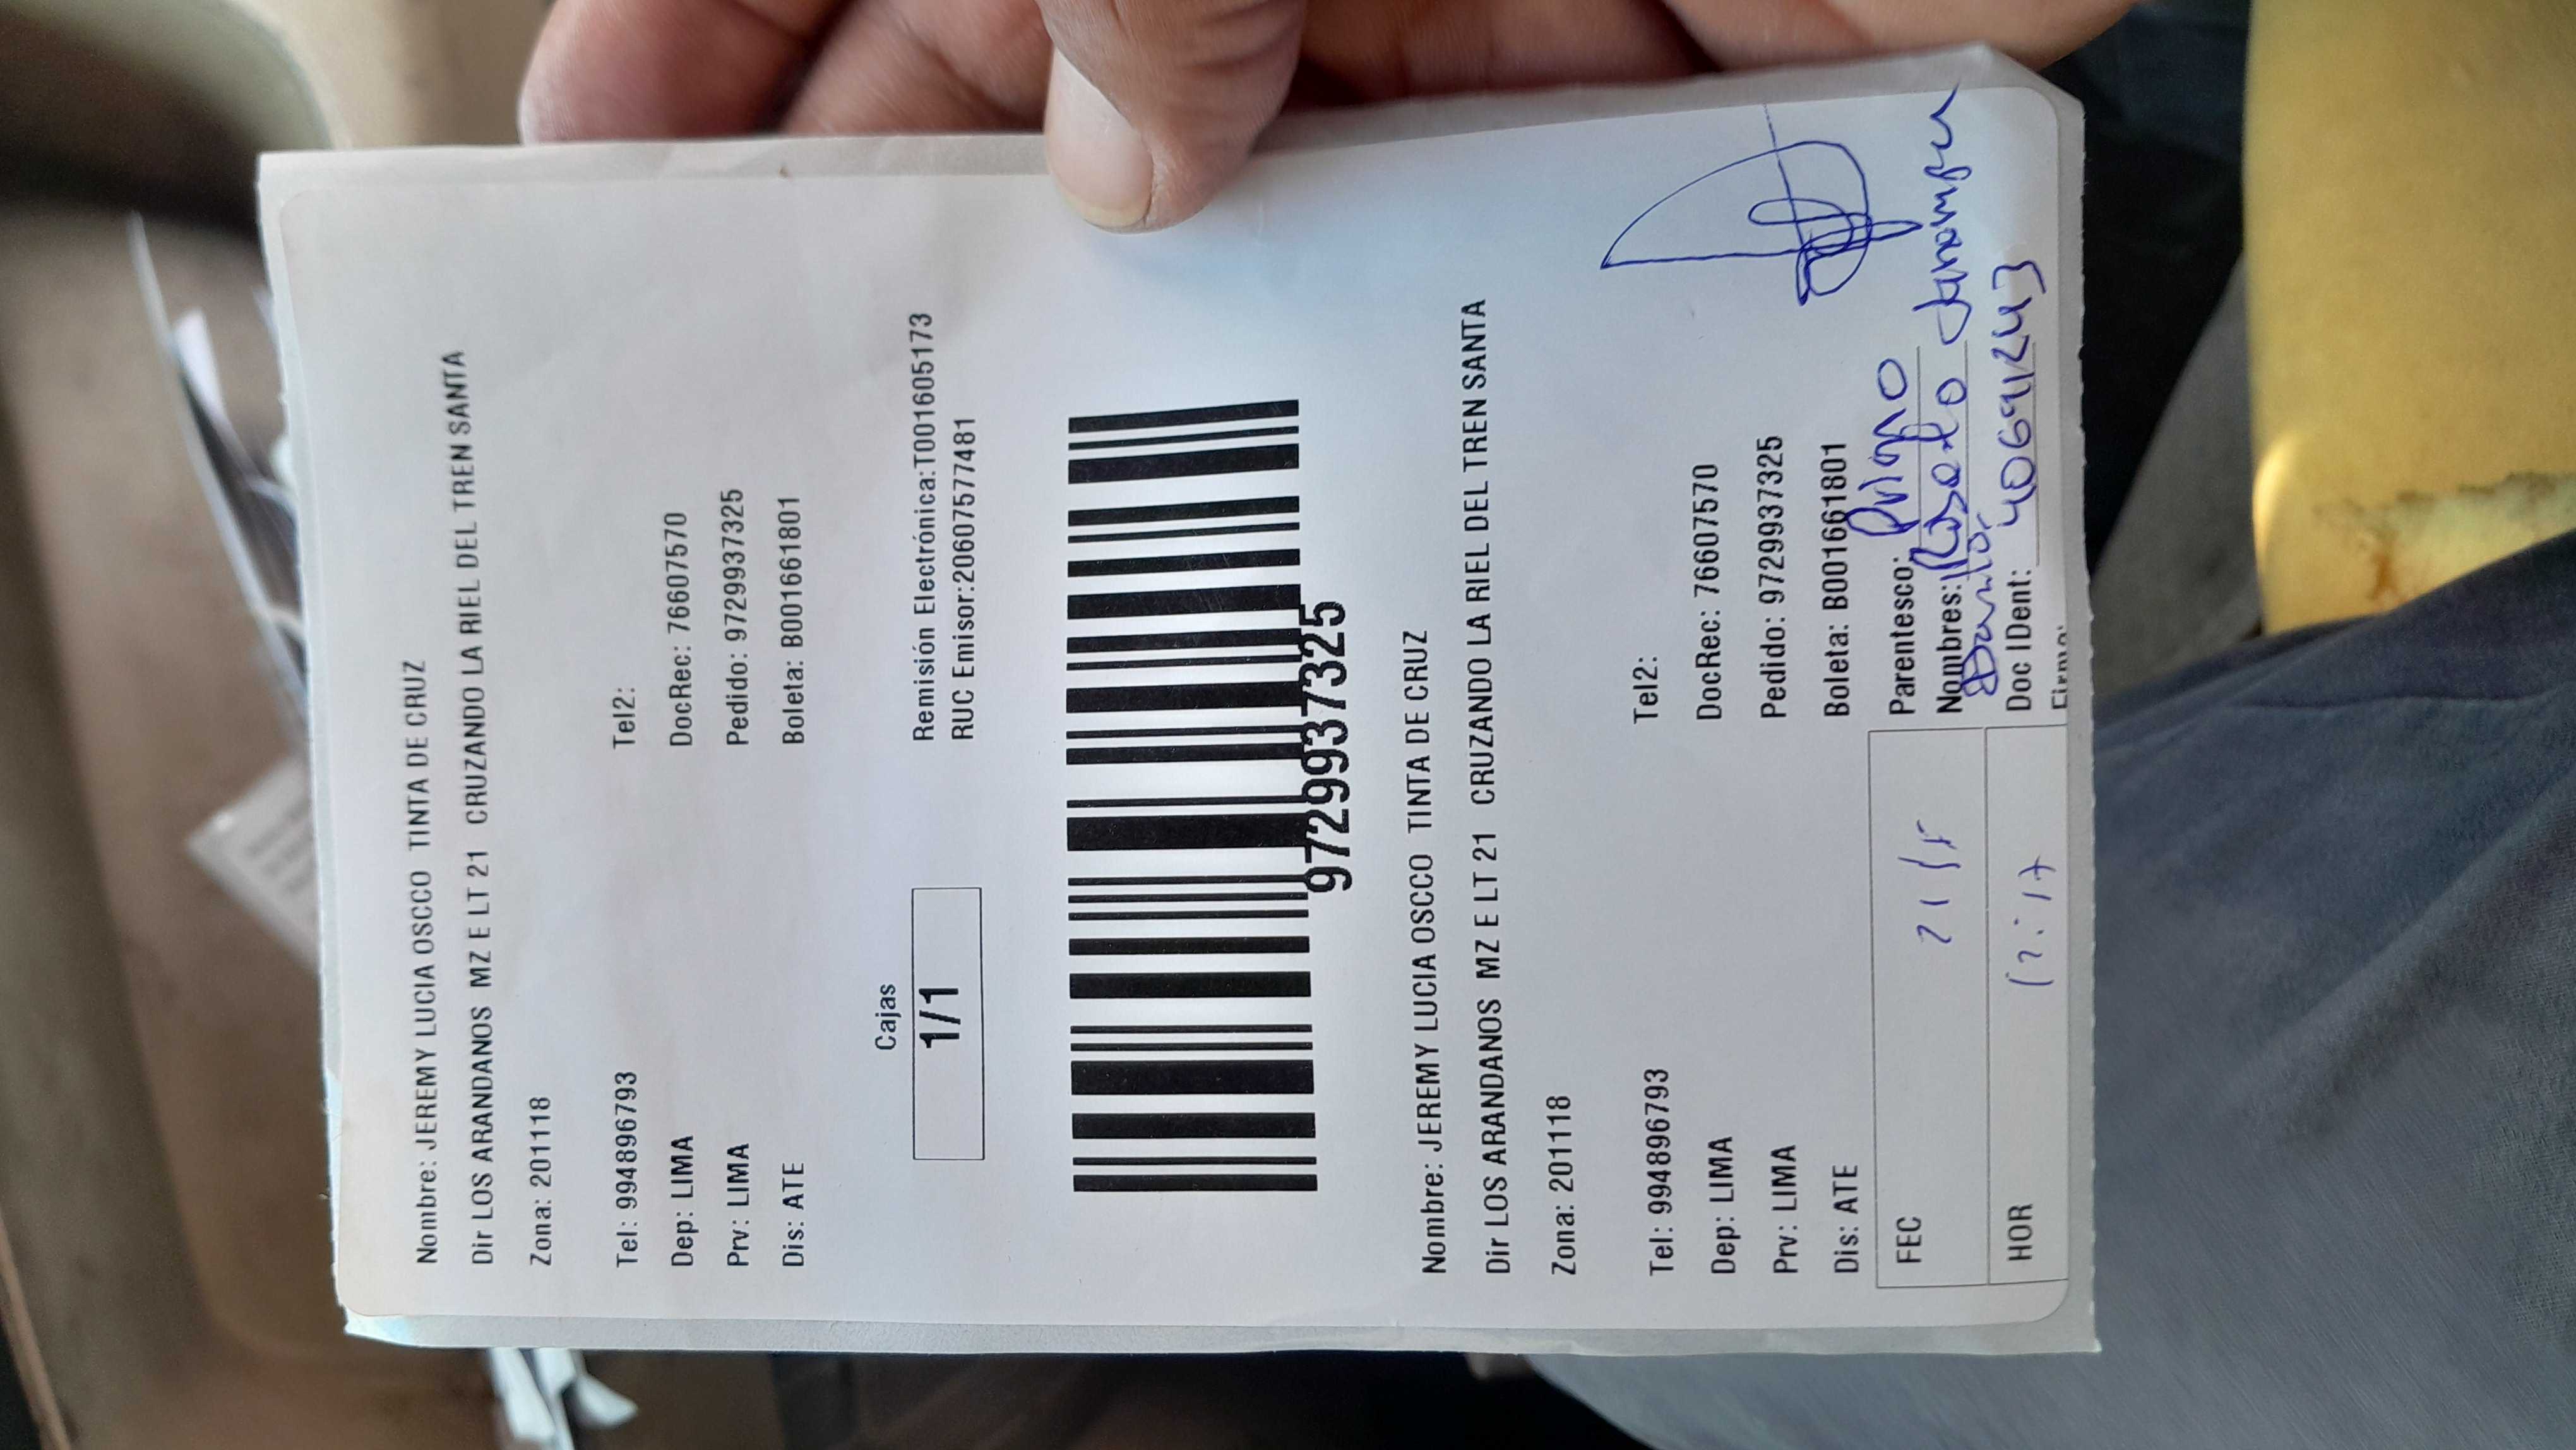 Nombre: JEREMY LUCIA OSCCO TINTA DE CRUZ
Dir LOS ARANDANOS MZ E LT 21 CRUZANDO LA RIEL DEL TREN SANTA
Zona: 201118
Tel: 994896793 Tel2:
Dep: LIMA DocRec: 76607570
Prv: LIMA Pedido: 9729937325
Dis: ATE Boleta: B001661801
Cajas
1/1
Remisión Electrónica:T001605173
RUC Emisor:20607577481
9729937325
Nombre: JEREMY LUCIA OSCCO TINTA DE CRUZ
Dir LOS ARANDANOS MZ E LT 21 CRUZANDO LA RIEL DEL TREN SANTA
Zona: 201118
Tel: 994896793 Tel2:
Dep: LIMA DocRec: 76607570
Prv: LIMA Pedido: 9729937325
Dis: ATE Boleta: B001661801
FEC
Parentesco:
Nombres:
HOR
Doc IDent: 40691243
Firma: